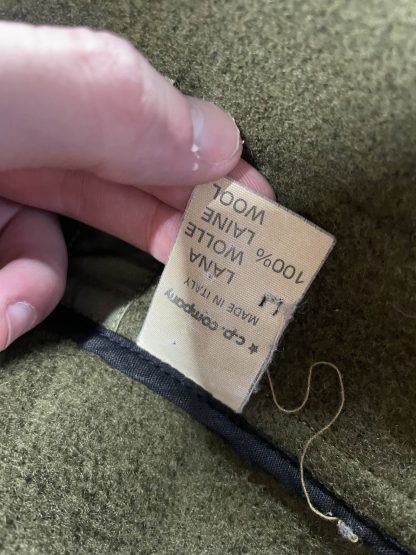 ★ c.p. company
MADE IN ITALY
LANA
WOLLE
100% LAINE
WOOL